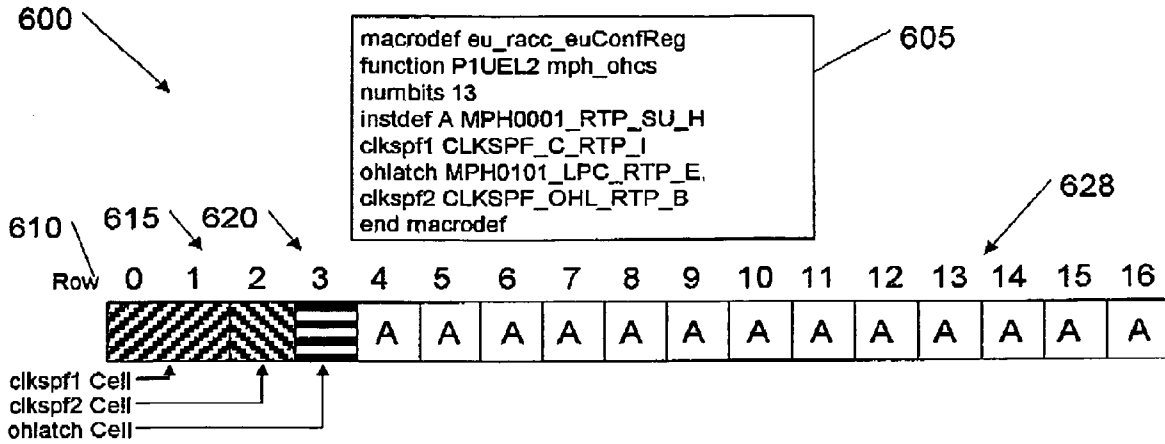 600
macrodef eu_racc_euConfReg
function P1UEL2 mph_ohcs
numbits 13
instdef A MPH0001_RTP_SU_H
clkspf1 CLKSPF_C_RTP_I
ohlatch MPH0101_LPC_RTP_E,
clkspf2 CLKSPF_OHL_RTP_B
end macrodef
605
610
615
620
628
Row 0 1 2 3 4 5 6 7 8 9 10 11 12 13 14 15 16
A A A A A A A A A A A A A
clkspf1 Cell
clkspf2 Cell
ohlatch Cell